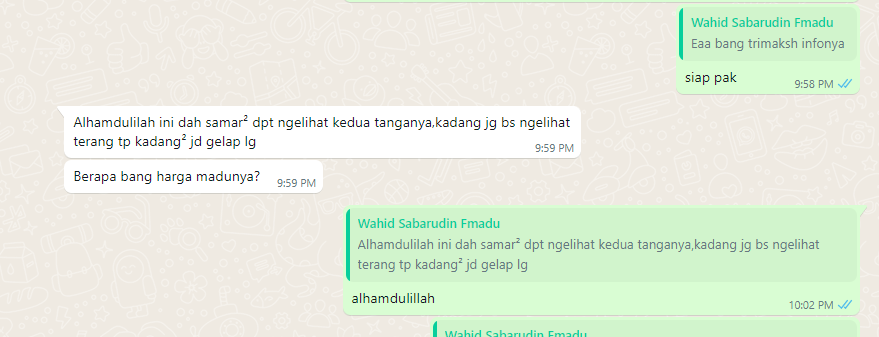 Wahid Sabarudin Fmadu
Eaa bang trimaksh infonya
siap pak
9:58 PM
Alhamdulilah ini dah samar² dpt ngelihat kedua tanganya,kadang jg bs ngelihat
terang tp kadang² jd gelap lg
9:59 PM
Berapa bang harga madunya?
9:59 PM
Wahid Sabarudin Fmadu
Alhamdulilah ini dah samar² dpt ngelihat kedua tanganya,kadang jg bs ngelihat
terang tp kadang² jd gelap lg
alhamdulillah
10:02 PM
Wahid Sabarudin Fmadu